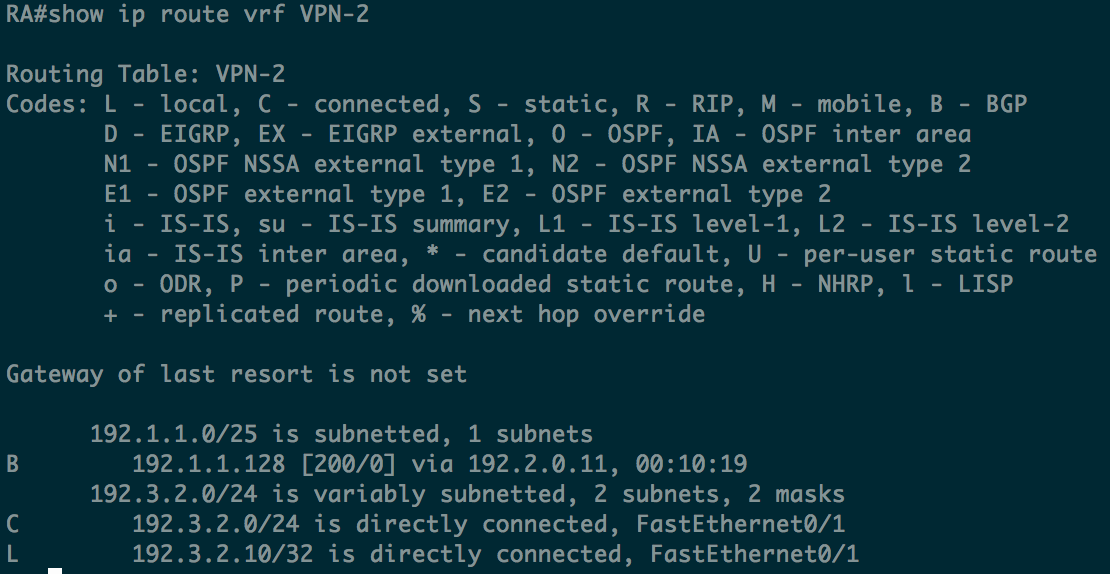 RA#show ip route vrf VPN-2
Routing Table: VPN-2
Codes: L - local, C - connected, S - static, R - RIP, M - mobile, B - BGP
D - EIGRP, EX - EIGRP external, O - OSPF, IA - OSPF inter area
N1 - OSPF NSSA external type 1, N2 - OSPF NSSA external type 2
E1 - OSPF external type 1, E2 - OSPF external type 2
i - IS-IS, su - IS-IS summary, L1 - IS-IS level-1, L2 - IS-IS level-2
ia - IS-IS inter area, * - candidate default, U - per-user static route
o - ODR, P - periodic downloaded static route, H - NHRP, l - LISP
+ - replicated route, % - next hop override
Gateway of last resort is not set
192.1.1.0/25 is subnetted, 1 subnets
B 192.1.1.128 [200/0] via 192.2.0.11, 00:10:19
192.3.2.0/24 is variably subnetted, 2 subnets, 2 masks
C 192.3.2.0/24 is directly connected, FastEthernet0/1
L 192.3.2.10/32 is directly connected, FastEthernet0/1